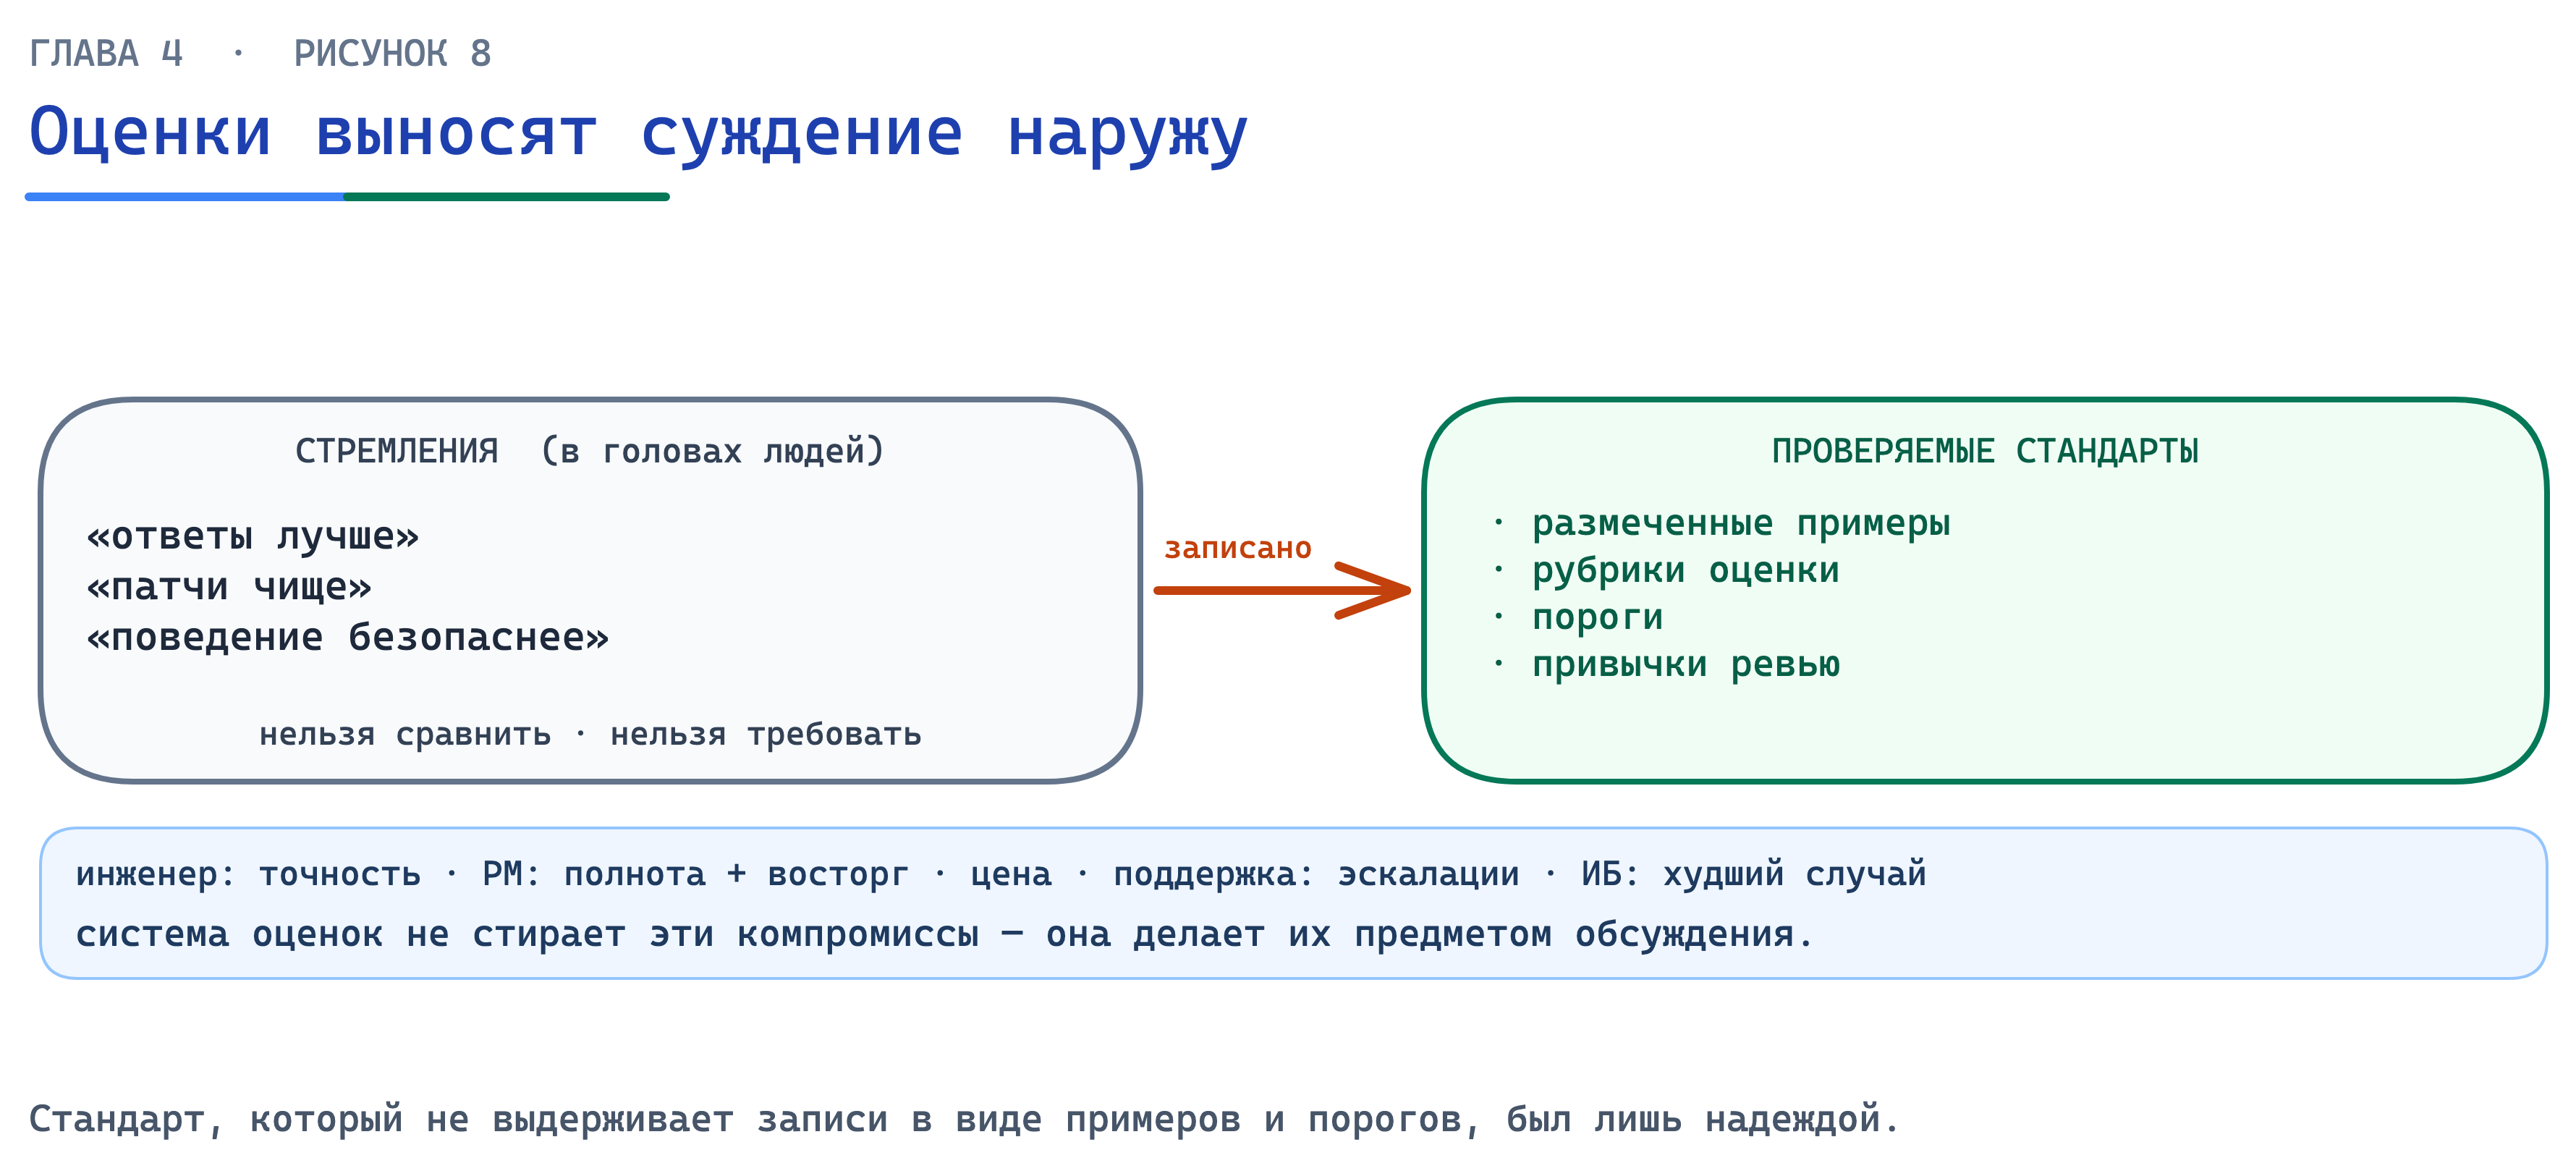 ГЛАВА 4 · РИСУНОК 8
Оценки выносят суждение наружу
СТРЕМЛЕНИЯ (в головах людей)
«ответы лучше»
«патчи чище»
«поведение безопаснее»
нельзя сравнить · нельзя требовать
записано
ПРОВЕРЯЕМЫЕ СТАНДАРТЫ
· размеченные примеры
· рубрики оценки
· пороги
· привычки ревью
инженер: точность · PM: полнота + восторг · цена · поддержка: эскалации · ИБ: худший случай
система оценок не стирает эти компромиссы — она делает их предметом обсуждения.
Стандарт, который не выдерживает записи в виде примеров и порогов, был лишь надеждой.